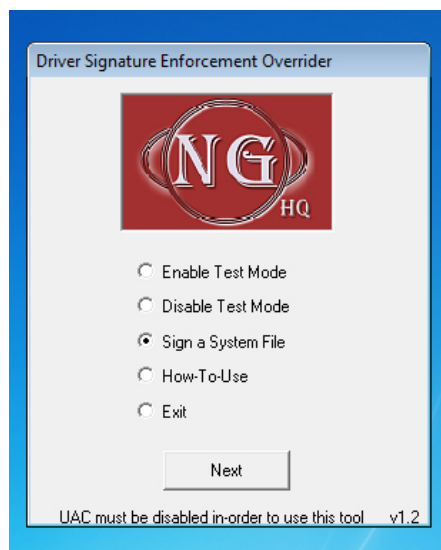 Driver Signature Enforcement Overrider
NG
HQ
Enable Test Mode
Disable Test Mode
Sign a System File
How-To-Use
Exit
Next
UAC must be disabled in-order to use this tool v1.2